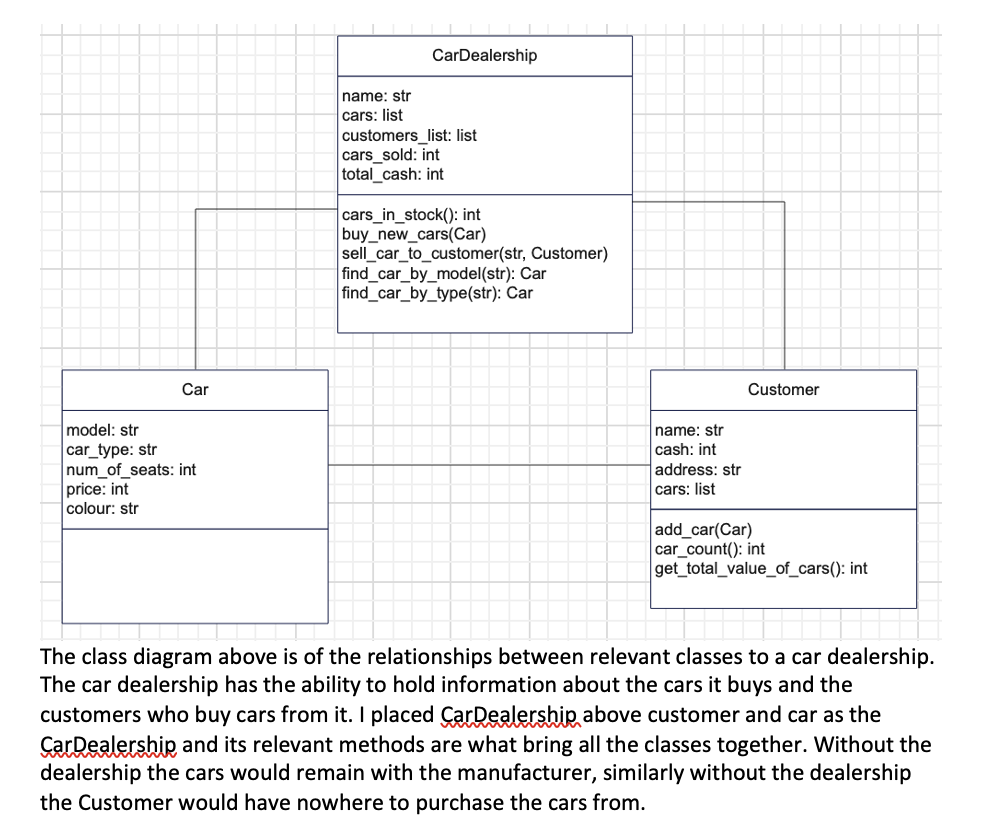 CarDealership
name: str
cars: list
customers_list: list
cars_sold: int
total_cash: int
cars_in_stock(): int
buy_new_cars(Car)
sell_car_to_customer(str, Customer)
find_car_by_model(str): Car
find_car_by_type(str): Car
Car
model: str
car_type: str
num_of_seats: int
price: int
colour: str
Customer
name: str
cash: int
address: str
cars: list
add_car(Car)
car_count(): int
get_total_value_of_cars(): int
The class diagram above is of the relationships between relevant classes to a car dealership.
The car dealership has the ability to hold information about the cars it buys and the
customers who buy cars from it. I placed CarDealership above customer and car as the
CarDealership and its relevant methods are what bring all the classes together. Without the
dealership the cars would remain with the manufacturer, similarly without the dealership
the Customer would have nowhere to purchase the cars from.